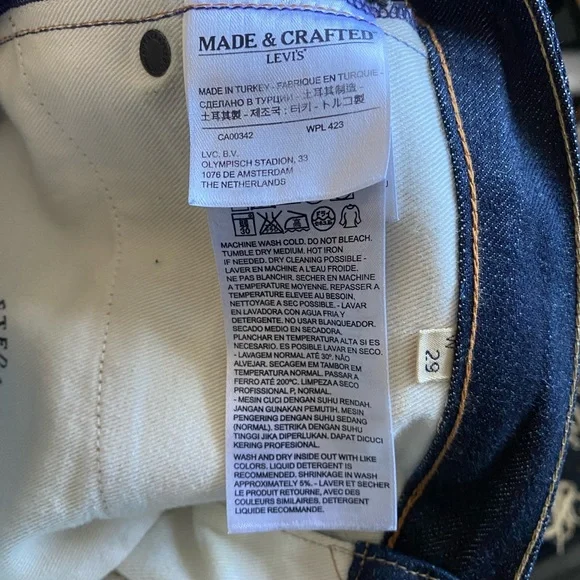 MADE & CRAFTED
LEVI'S
MADE IN TURKEY - FABRIQUE EN TURQUIE -
СДЕЛАНО В ТУРЦИИ -
土耳其製 - 제조국 : 터키 - トルコ製
CA00342 WPL 423
LVC. B.V.
OLYMPISCH STADION, 33
1076 DE AMSTERDAM
THE NETHERLANDS
30
MACHINE WASH COLD. DO NOT BLEACH.
TUMBLE DRY MEDIUM. HOT IRON
IF NEEDED. DRY CLEANING POSSIBLE -
LAVER EN MACHINE A L'EAU FROIDE.
NE PAS BLANCHIR. SECHER EN MACHINE
A TEMPERATURE MOYENNE. REPASSER A
TEMPERATURE ELEVEE AU BESOIN,
NETTOYAGE A SEC POSSIBLE. - LAVAR
EN LAVADORA CON AGUA FRIA Y
DETERGENTE. NO USAR BLANQUEADOR.
SECADO MEDIO EN SECADORA.
PLANCHAR EN TEMPERATURA ALTA SI ES
NECESARIO. ES POSIBLE LAVAR EN SECO.
- LAVAGEM NORMAL ATÉ 30°. NÃO
ALVEJAR. SECAGEM EM TAMBOR EM
TEMPERATURA NORMAL. PASSAR A
FERRO ATÉ 200ºC. LIMPEZA A SECO
PROFISSIONAL P, NORMAL.
- MESIN CUCI DENGAN SUHU RENDAH.
JANGAN GUNAKAN PEMUTIH. MESIN
PENGERING DENGAN SUHU SEDANG
(NORMAL). SETRIKA DENGAN SUHU
TINGGI JIKA DIPERLUKAN. DAPAT DICUCI
KERING PROFESSIONAL.
WASH AND DRY INSIDE OUT WITH LIKE
COLORS. LIQUID DETERGENT IS
RECOMMENDED. SHRINKAGE IN WASH
APPROXIMATELY 5%. - LAVER ET SECHER
LE PRODUIT RETOURNE, AVEC DES
COULEURS SIMILAIRES. DETERGENT
LIQUIDE RECOMMANDE.
W
29